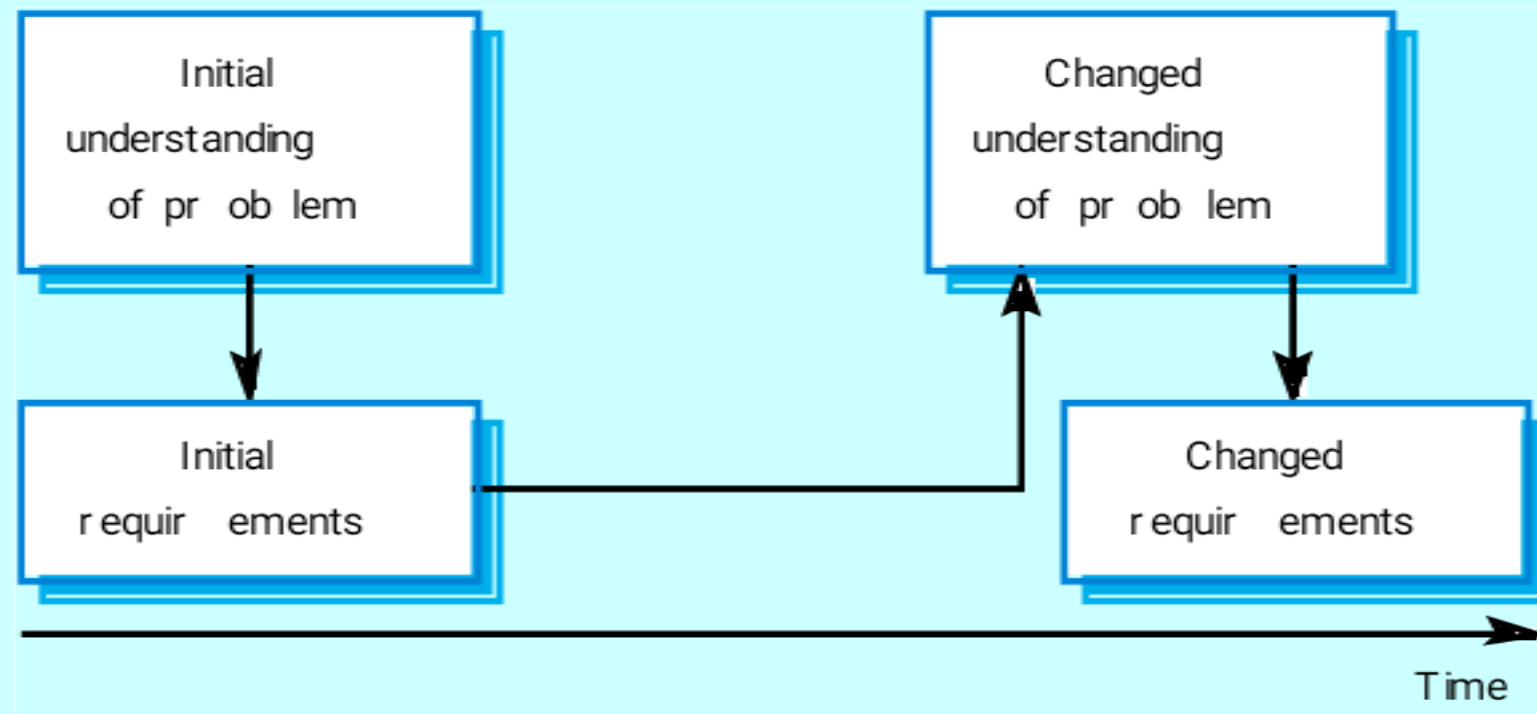 Initial
understanding
of pr ob lem
Changed
understanding
of pr ob lem
Initial
r equir ements
Changed
r equir ements
Time